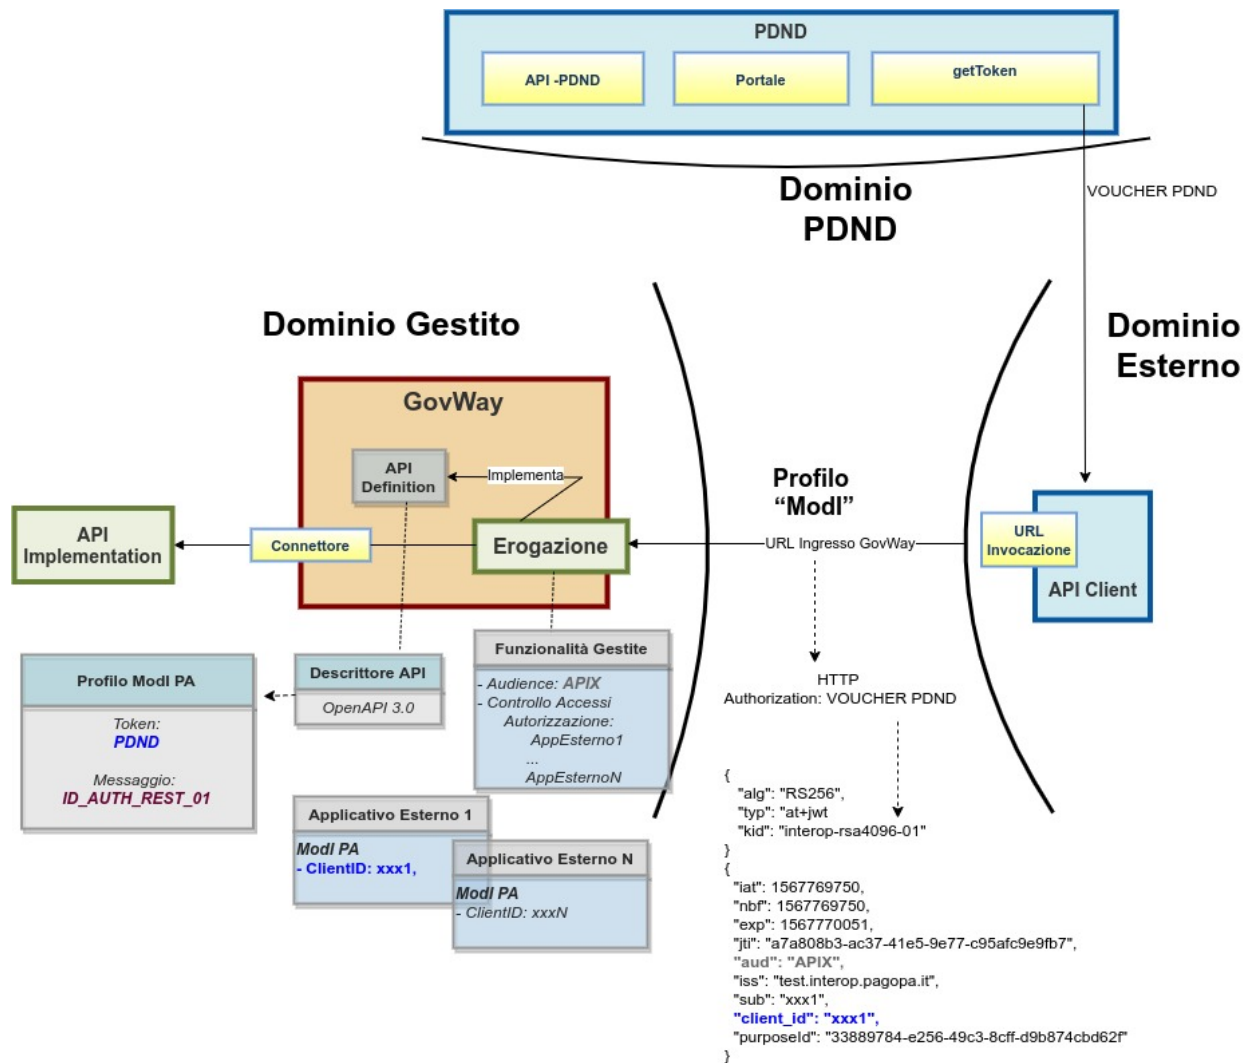 PDND
API -PDND
Portale
getToken
VOUCHER PDND
Dominio
PDND
Dominio Gestito
Dominio
Esterno
GovWay
API
Definition
Implementa
Profilo
“ModI”
API
Implementation
Connettore
Erogazione
URL Ingresso GovWay
URL
Invocazione
API Client
Profilo ModI PA
Token:
PDND
Messaggio:
ID_AUTH_REST_01
Descrittore API
OpenAPI 3.0
Funzionalità Gestite
- Audience: APIX
- Controllo Accessi
Autorizzazione:
AppEsterno1
...
AppEsternoN
HTTP
Authorization: VOUCHER PDND
Applicativo Esterno 1
ModI PA
- ClientID: xxx1,
Applicativo Esterno N
ModI PA
- ClientID: xxxN
{
"alg": "RS256",
"typ": "at+jwt
"kid": "interop-rsa4096-01"
}
{
"iat": 1567769750,
"nbf": 1567769750,
"exp": 1567770051,
"jti": "a7a808b3-ac37-41e5-9e77-c95afc9e9fb7",
"aud": "APIX",
"iss": "test.interop.pagopa.it",
"sub": "xxx1",
"client_id": "xxx1",
"purposeId": "33889784-e256-49c3-8cff-d9b874cbd62f"
}